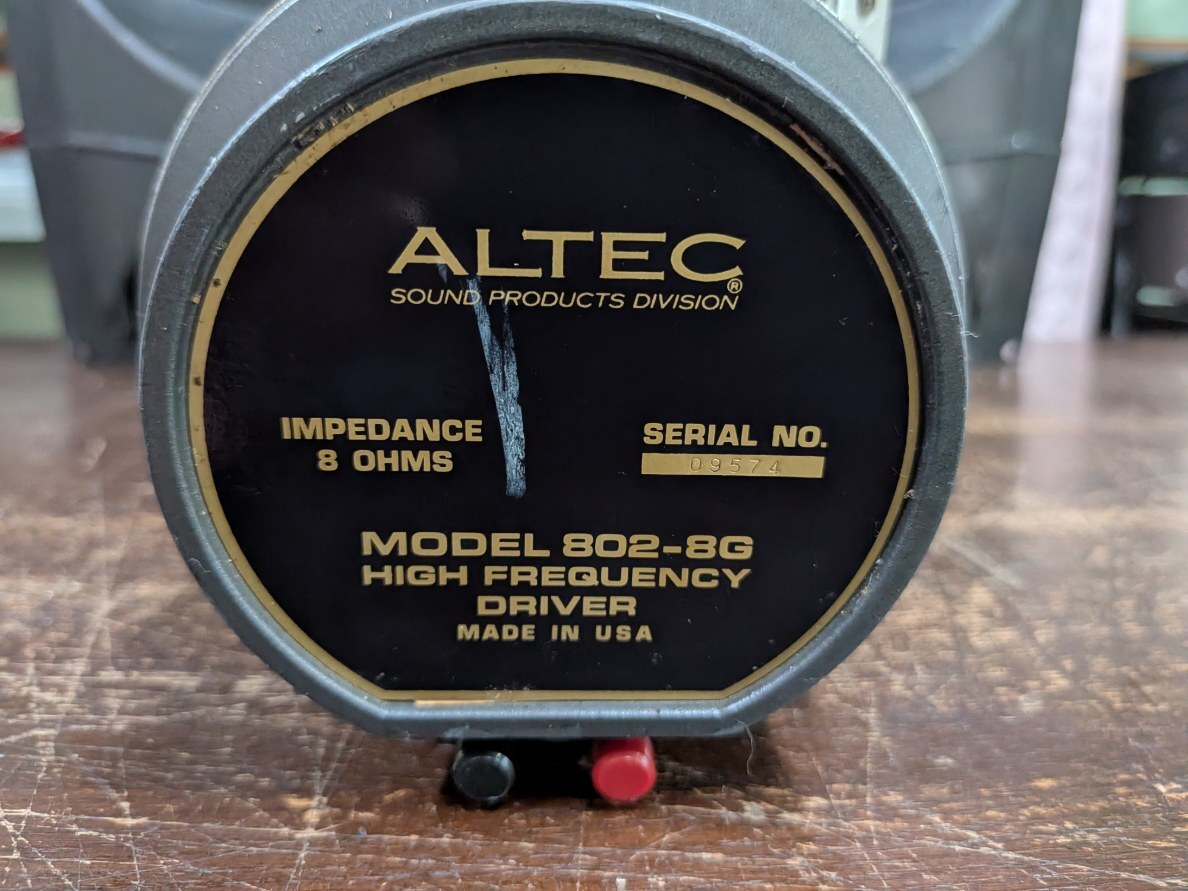 ALTEC®
SOUND PRODUCTS DIVISION
IMPEDANCE
8 OHMS
SERIAL NO.
09574
MODEL 802-8G
HIGH FREQUENCY
DRIVER
MADE IN USA